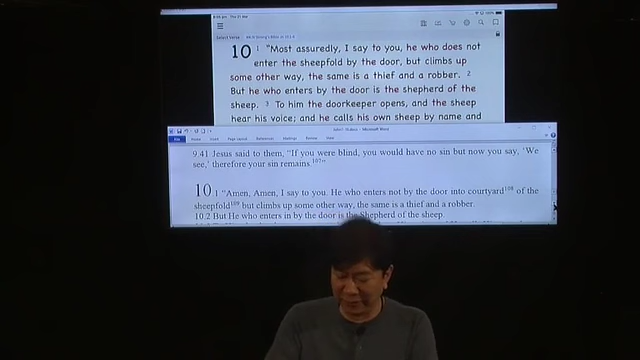 Select Verse
10 1 "Most assuredly, I say to you, he who does not
enter the sheepfold by the door, but climbs up
some other way, the same is a thief and a robber. 2
But he who enters by the door is the shepherd of the
sheep. 3 To him the doorkeeper opens, and the sheep
hear his voice; and he calls his own sheep by name and
Microsoft Word
9.41 Jesus said to them, "If you were blind, you would have no sin but now you say, 'We
see,' therefore your sin remains.107"
10 1 "Amen, Amen, I say to you. He who enters not by the door into courtyard108 of the
sheepfold109 but climbs up some other way, the same is a thief and a robber.
10.2 But He who enters in by the door is the Shepherd of the sheep.